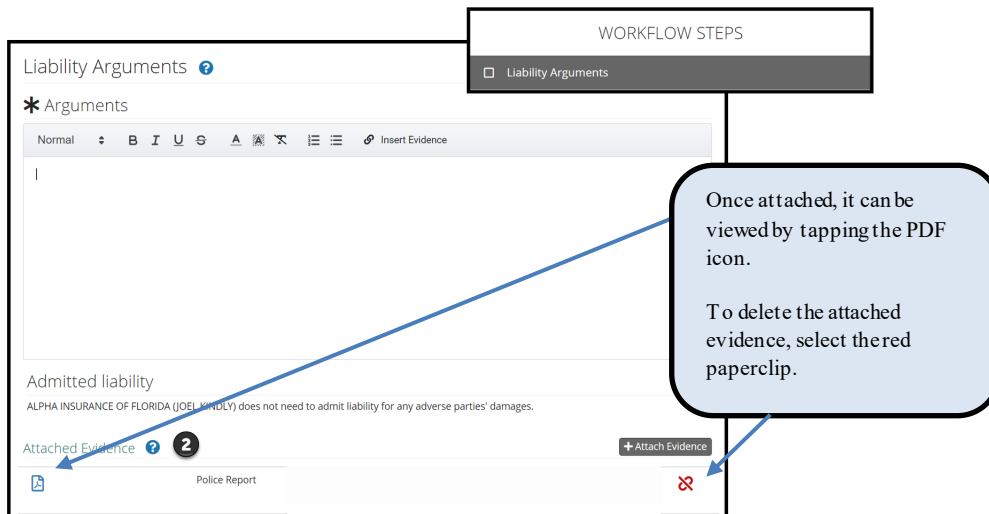 WORKFLOW STEPS
Liability Arguments
Liability Arguments ?
* Arguments
Normal B I U S A A Insert Evidence
Once attached, it can be
viewed by tapping the PDF
icon.
To delete the attached
evidence, select the red
paperclip.
Admitted liability
ALPHA INSURANCE OF FLORIDA (JOEL KINDLY) does not need to admit liability for any adverse parties' damages.
Attached Evidence ? 2
+ Attach Evidence
Police Report